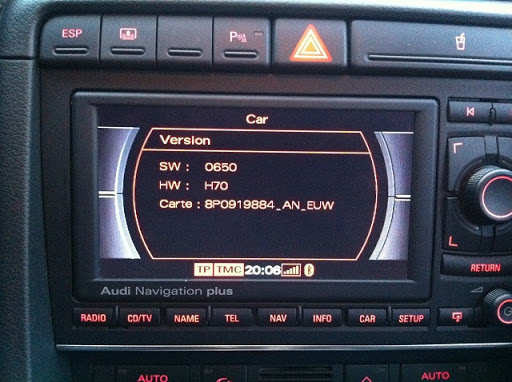 ESP
P
Car
Version
SW : 0650
HW : H70
Carte : 8P0919884_AN_EUW
TP TMC 20:06
RETURN
Audi Navigation plus
RADIO CD/TV NAME TEL NAV INFO CAR SETUP
AUTO AUTO